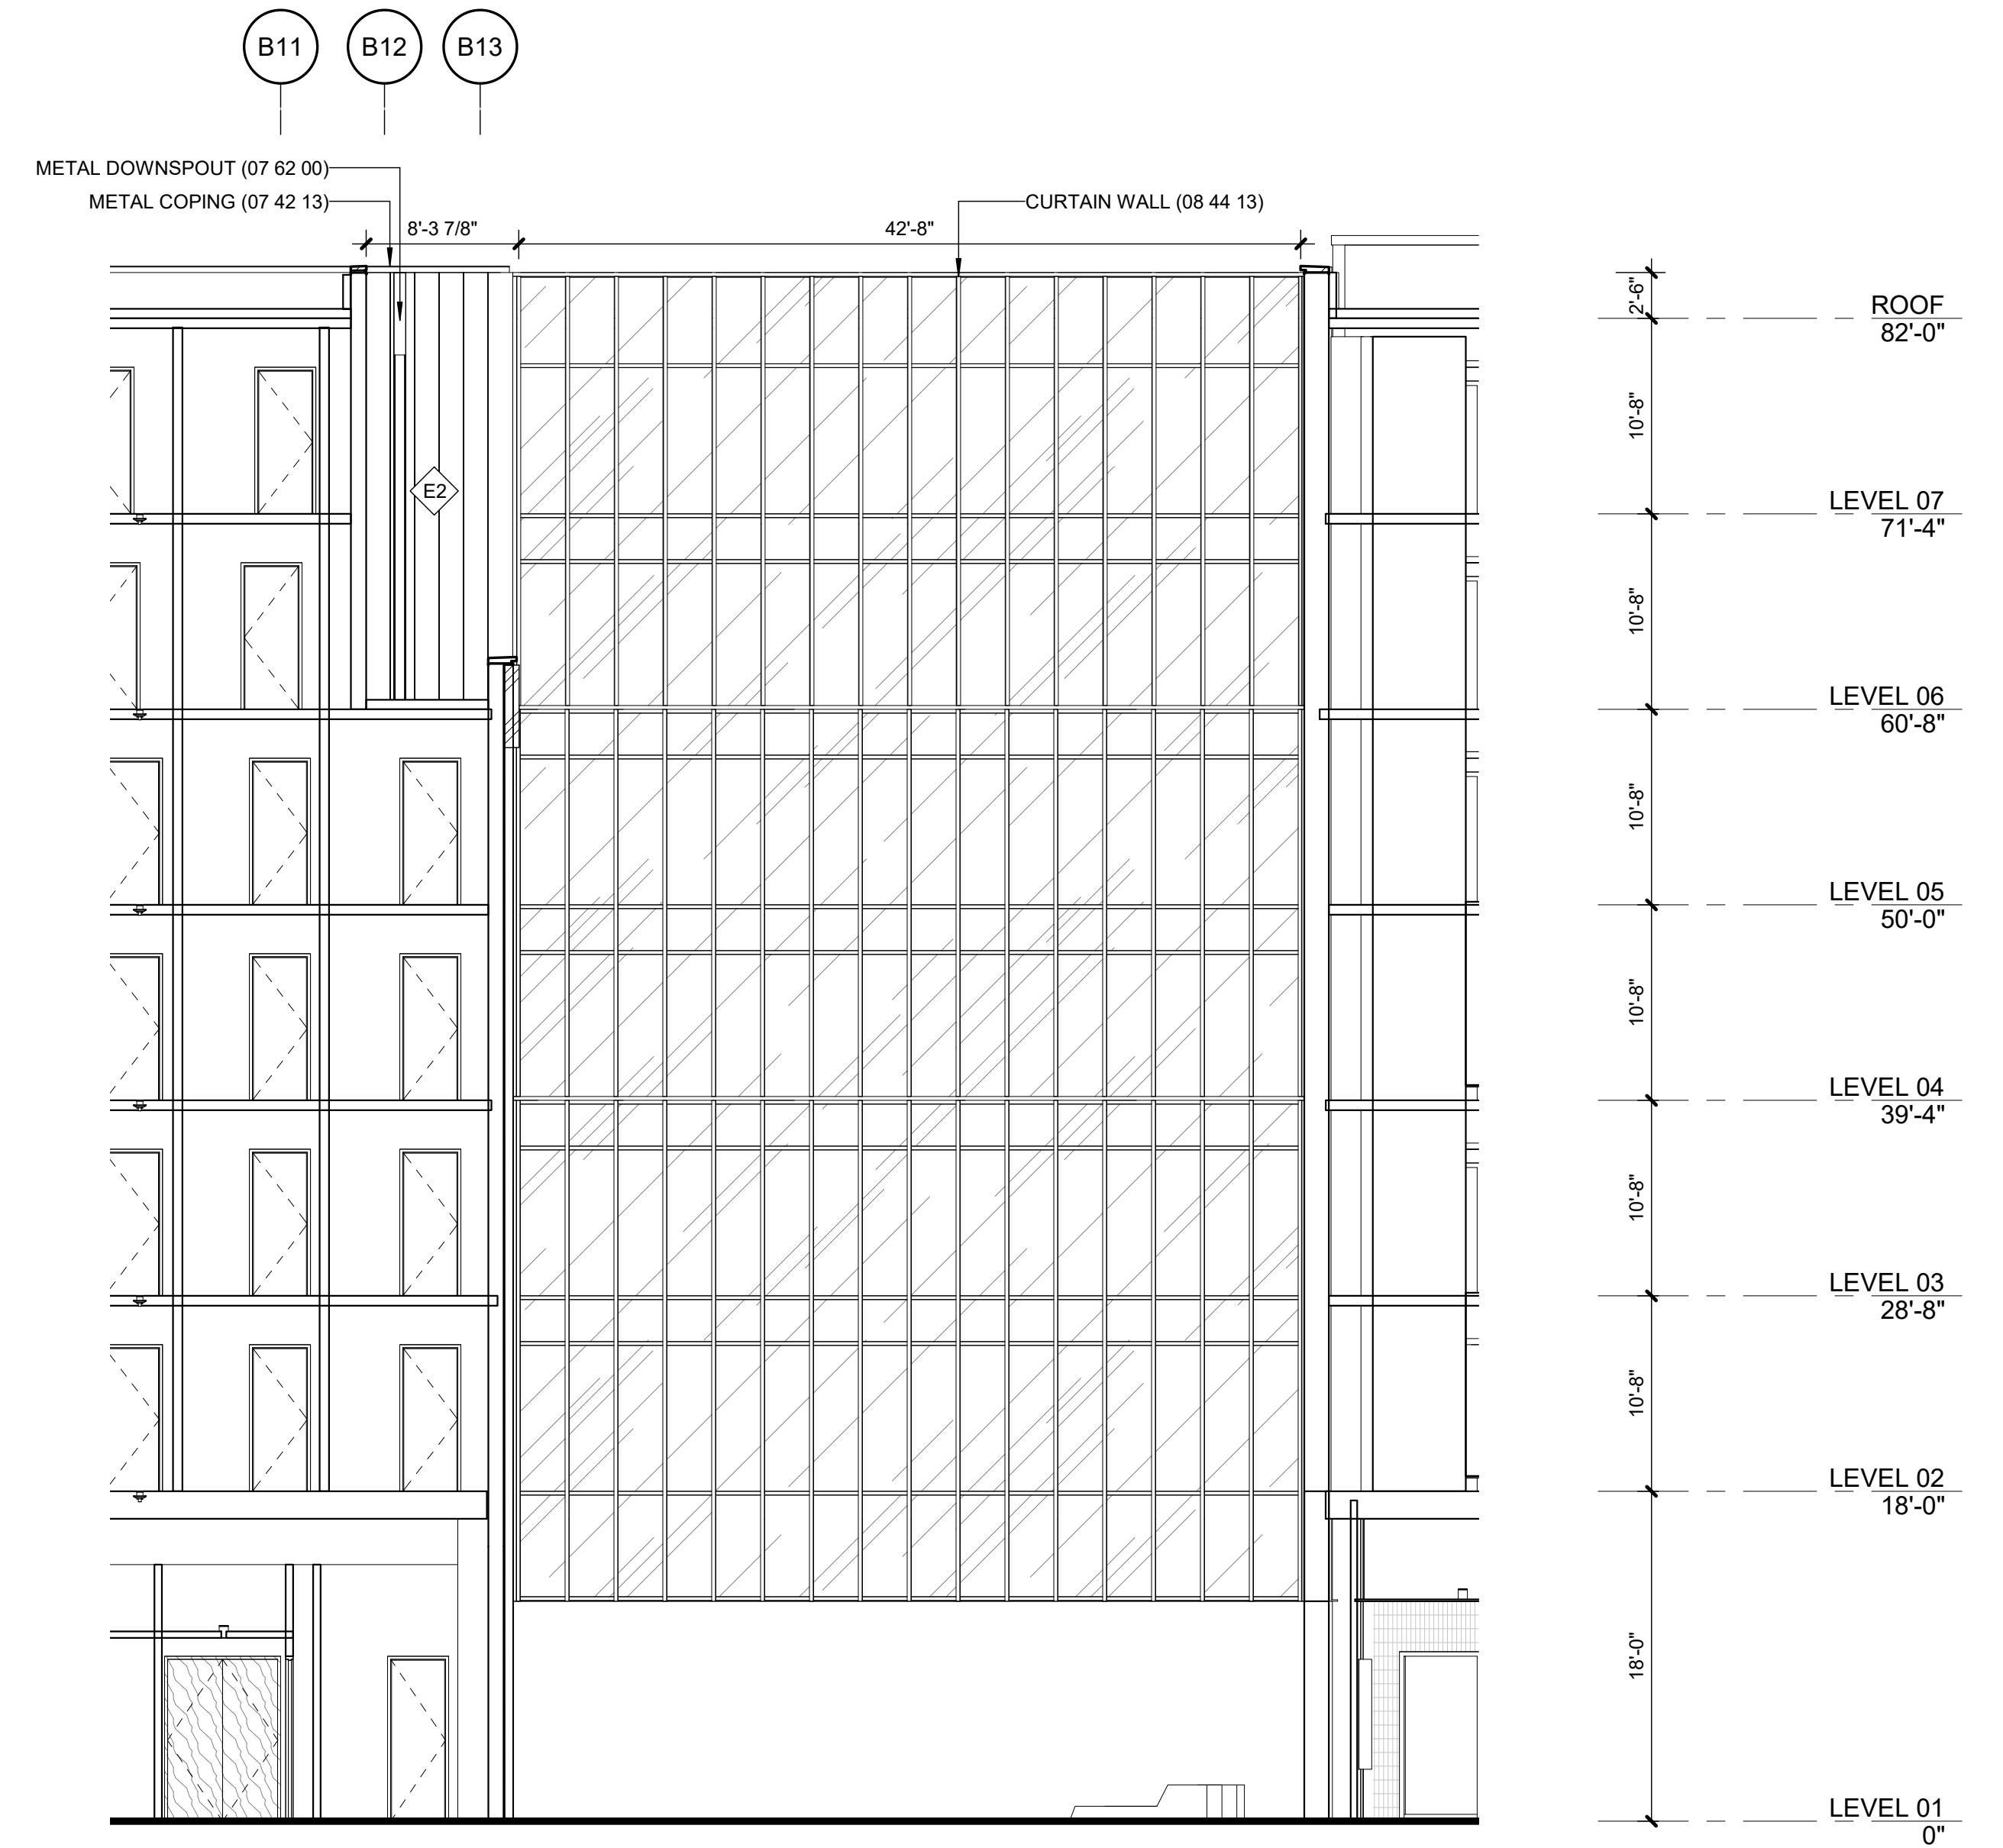 B11 B12 B13
METAL DOWNSPOUT (07 62 00)
METAL COPING (07 42 13)
CURTAIN WALL (08 44 13)
8'-3 7/8"
42'-8"
E2
2'-6"
ROOF
82'-0"
10'-8"
LEVEL 07
71'-4"
10'-8"
LEVEL 06
60'-8"
10'-8"
LEVEL 05
50'-0"
10'-8"
LEVEL 04
39'-4"
10'-8"
LEVEL 03
28'-8"
10'-8"
LEVEL 02
18'-0"
18'-0"
LEVEL 01
0"